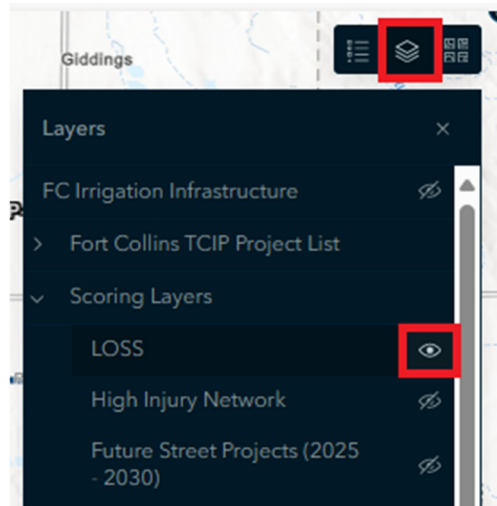 Giddings
Layers
FC Irrigation Infrastructure
Fort Collins TCIP Project List
Scoring Layers
LOSS
High Injury Network
Future Street Projects (2025
- 2030)